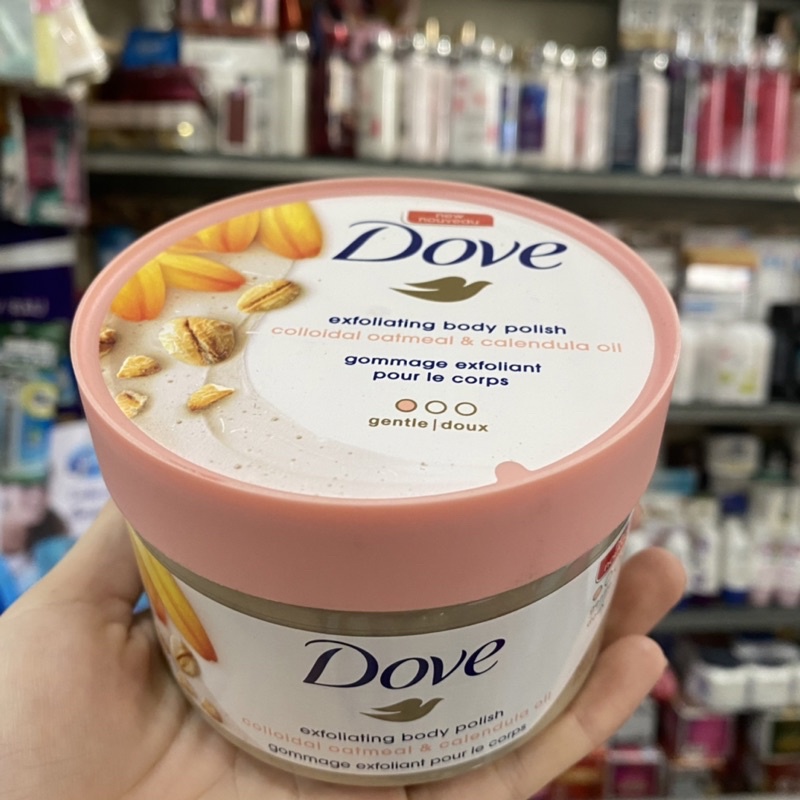 new
nouveau
Dove
exfoliating body polish
colloidal oatmeal & calendula oil
gommage exfoliant
pour le corps
gentle | doux
Dove
exfoliating body polish
colloidal oatmeal & calendula oil
gommage exfoliant pour le corps